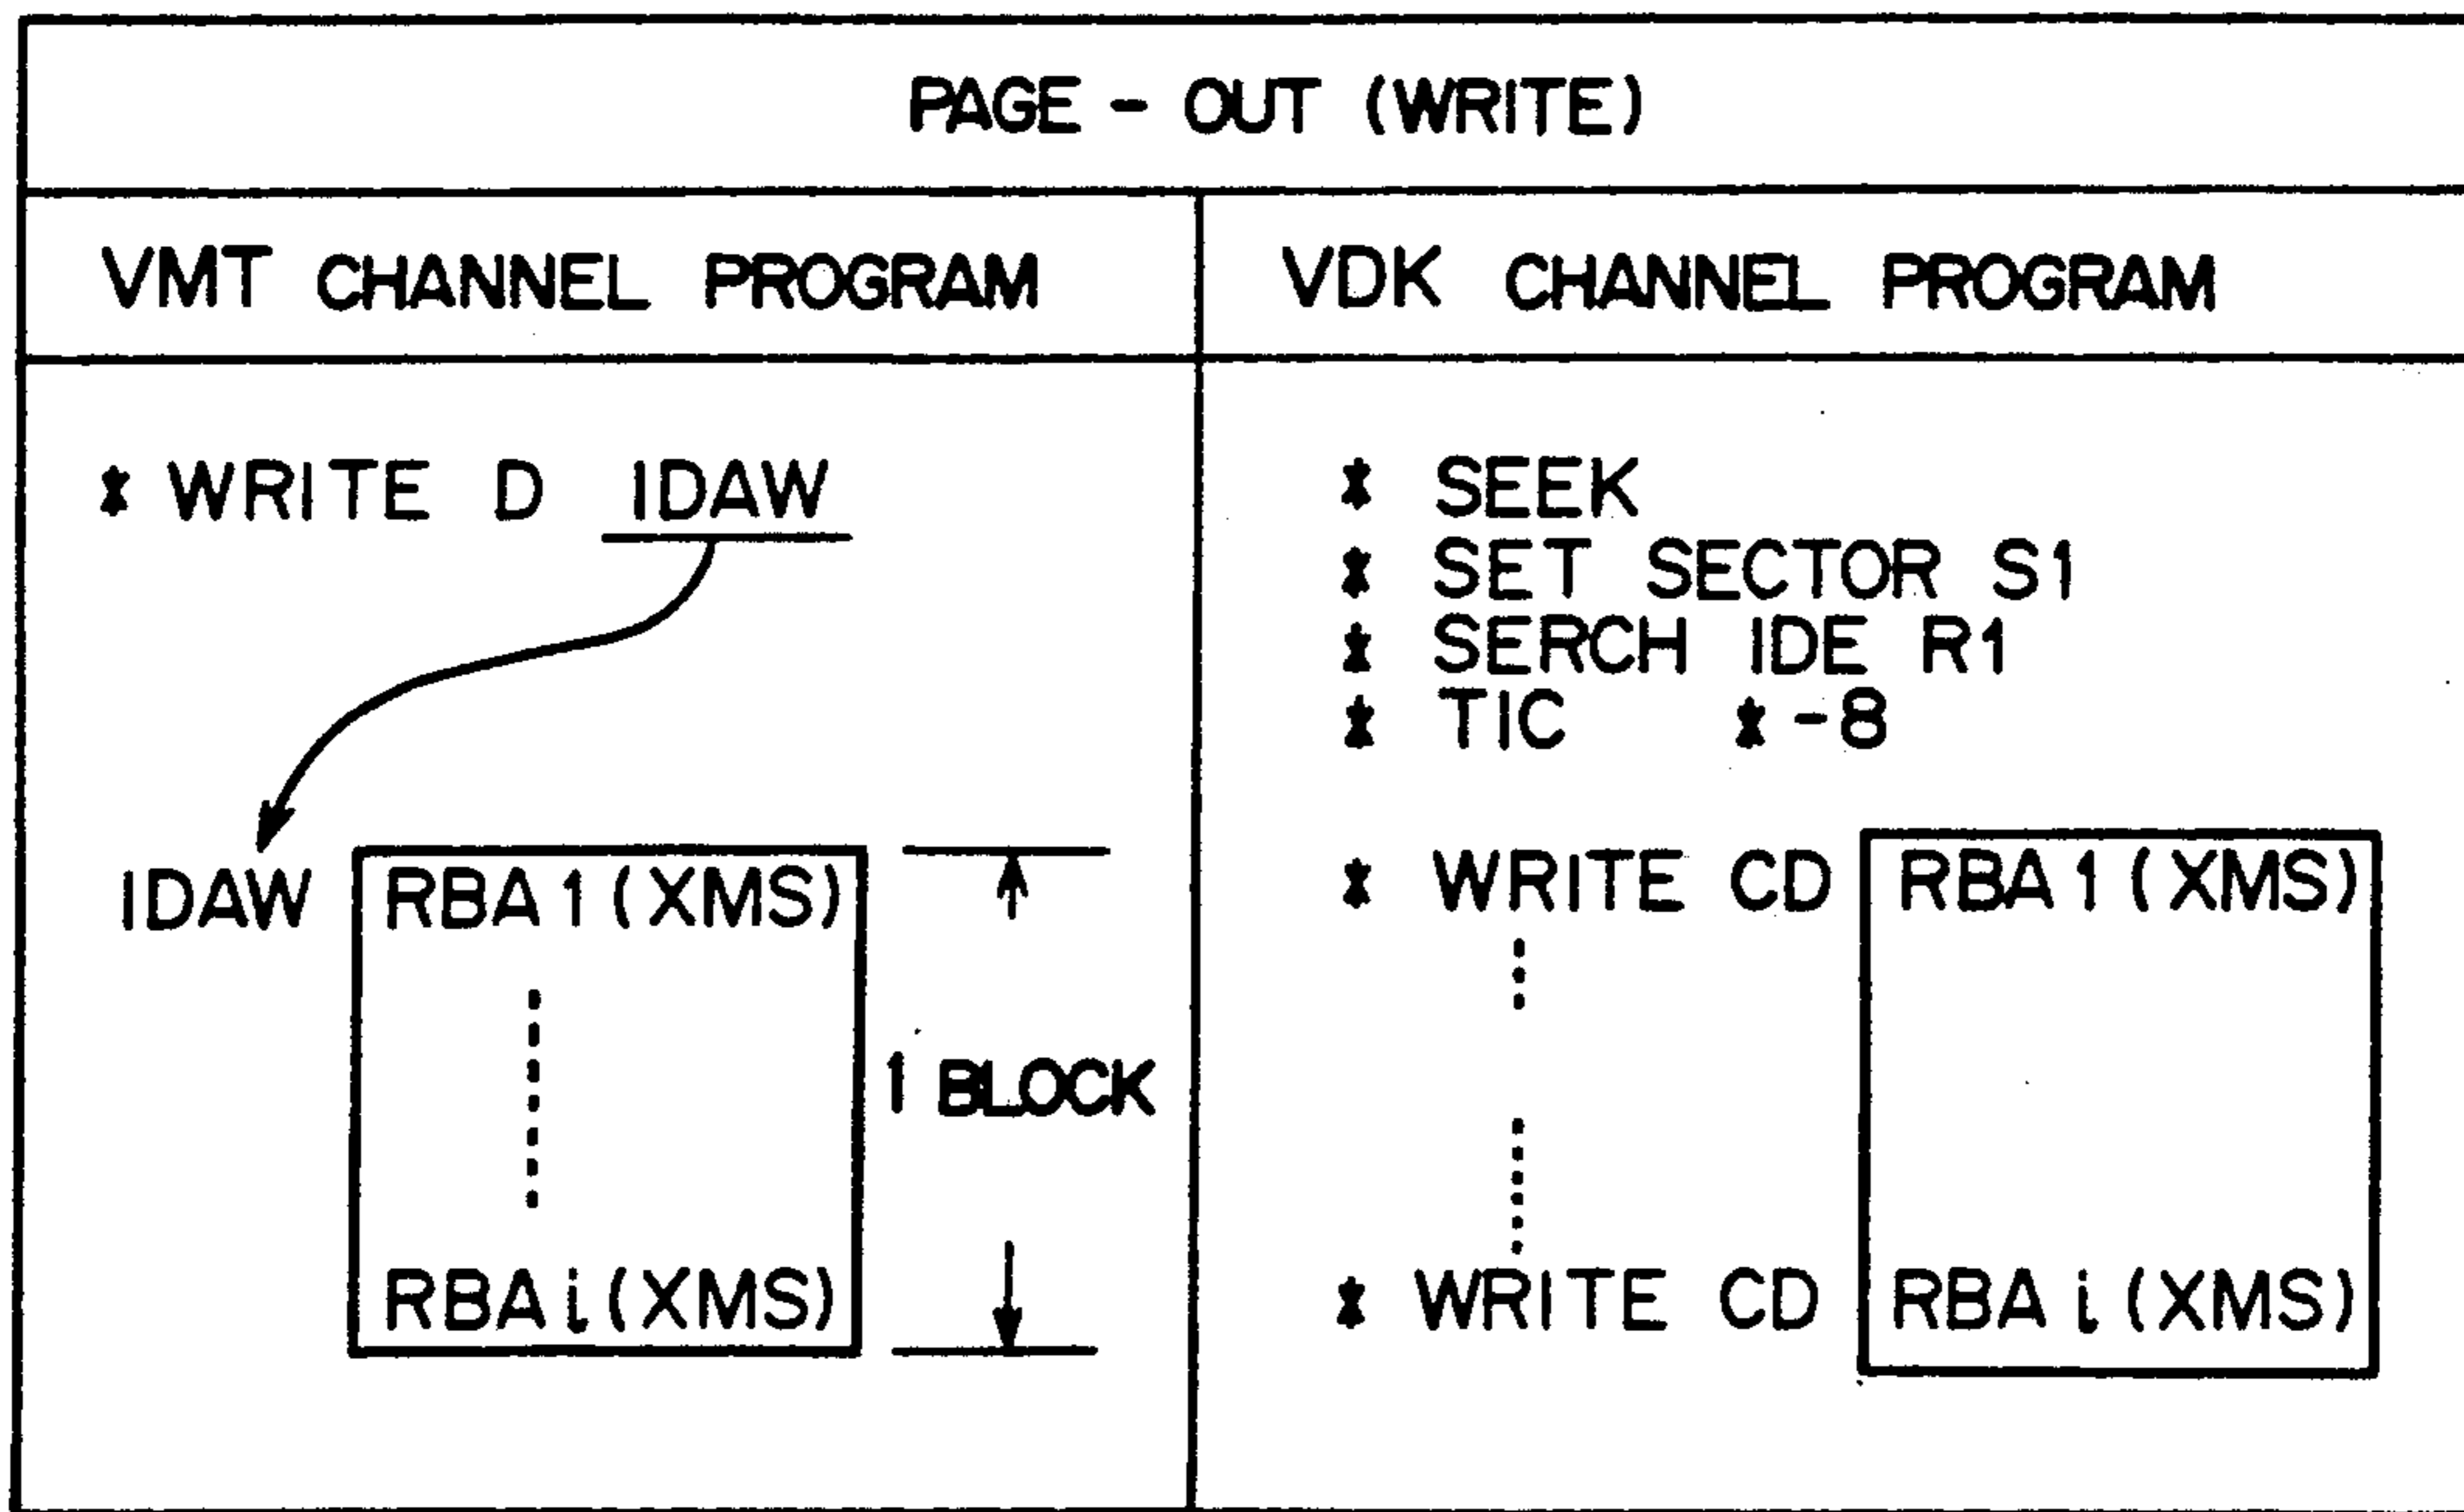 PAGE - OUT (WRITE)
VMT CHANNEL PROGRAM
* WRITE D IDAW
IDAW RBA 1 (XMS)
1 BLOCK
RBA i (XMS)
VDK CHANNEL PROGRAM
* SEEK
* SET SECTOR S1
* SERCH IDE R1
* TIC * -8
* WRITE CD RBA 1 (XMS)
* WRITE CD RBA i (XMS)